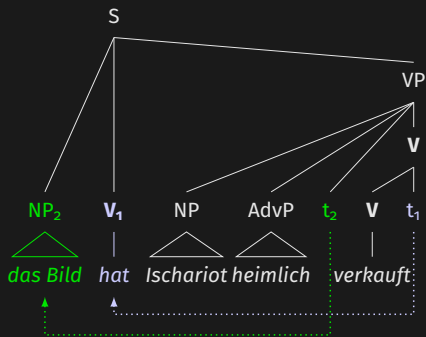 S
VP
V
NP₂ V₁ NP AdvP t₂ V t₁
das Bild hat Ischariot heimlich verkauft